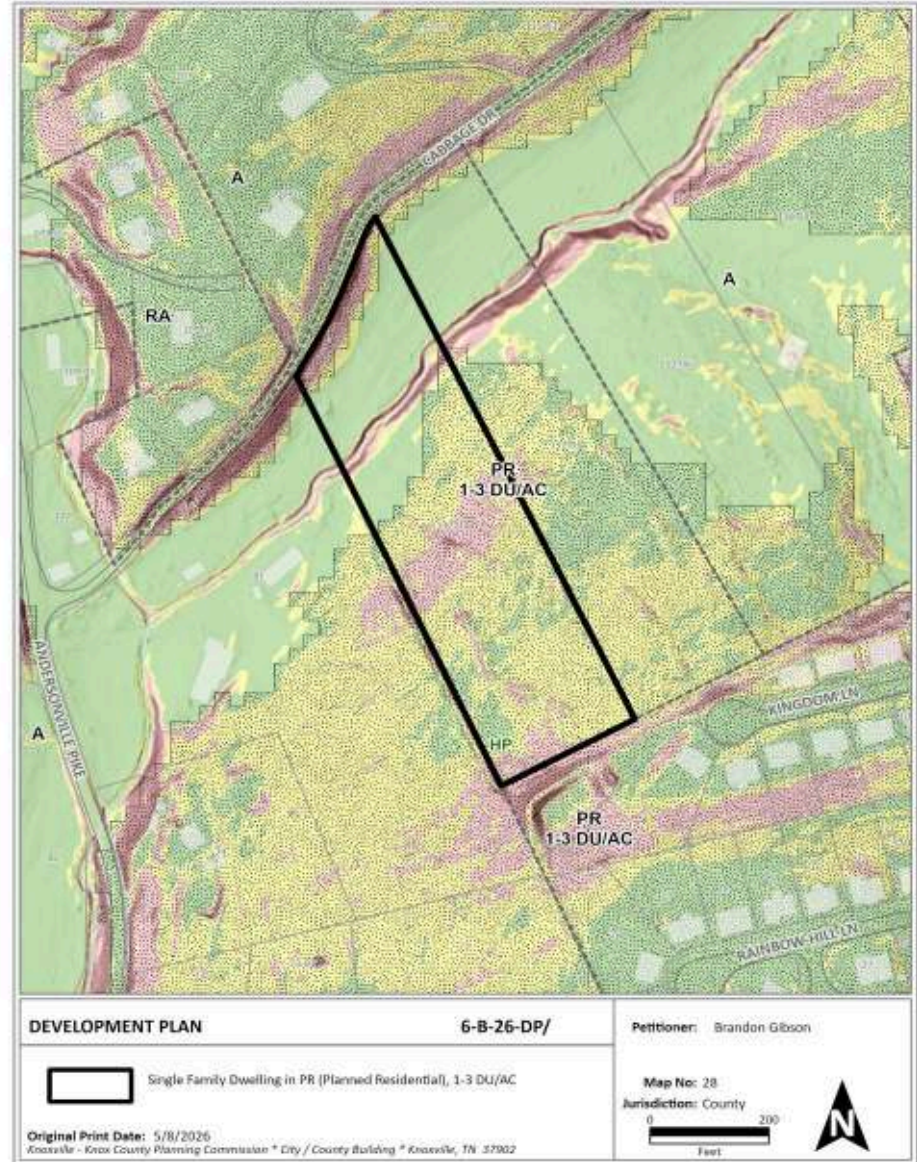 CABBAGE DR
A
RA
A
PR
1-3 DU/AC
KINGDOM LN
ANDERSONVILLE PIKE
A
HP
PR
1-3 DU/AC
RAINBOW HILL LN
DEVELOPMENT PLAN 6-B-26-DP/
Single Family Dwelling in PR (Planned Residential), 1-3 DU/AC
Original Print Date: 5/8/2026
Knoxville - Knox County Planning Commission * City / County Building * Knoxville, TN 37902
Petitioner: Brandon Gibson
Map No: 28
Jurisdiction: County
0 200
Feet
N